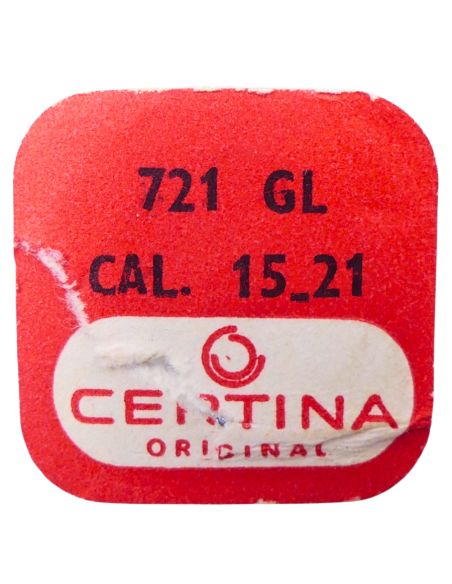 721 GL
CAL. 15_21
CERTINA
ORIGINAL